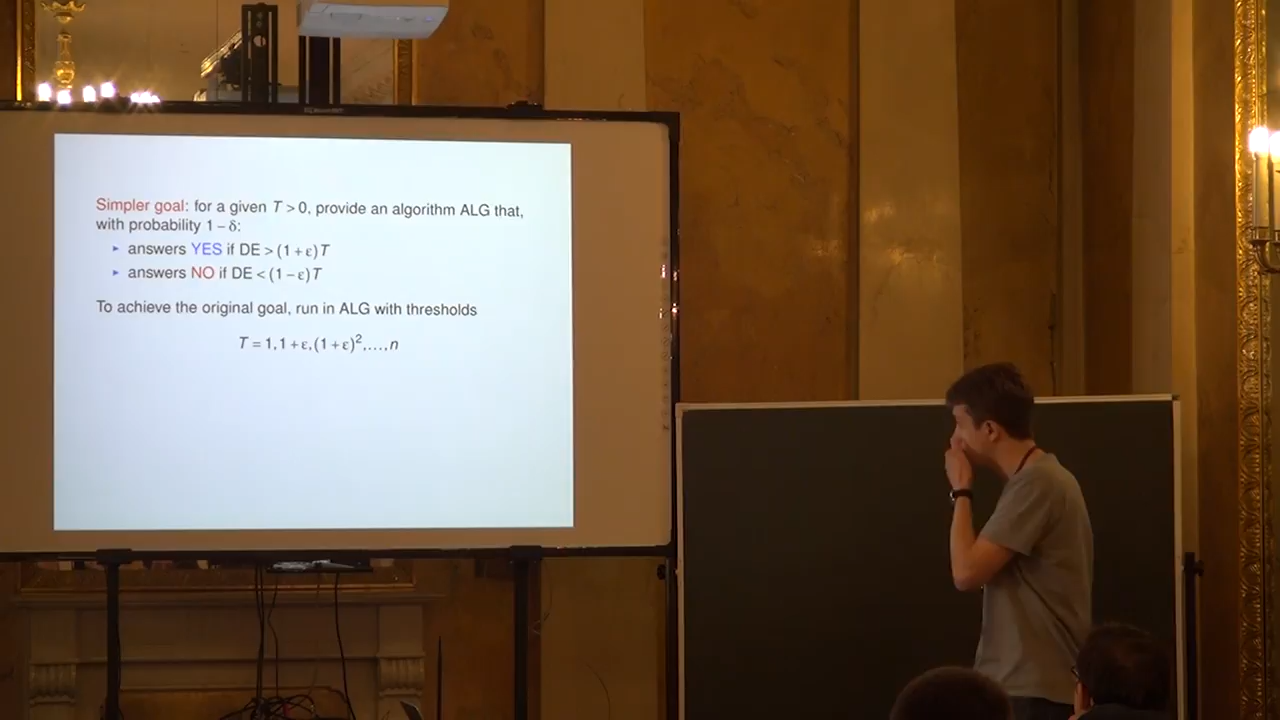 Simpler goal: for a given T > 0, provide an algorithm ALG that,
with probability 1 − δ:
▸ answers YES if DE > (1 + ε)T
▸ answers NO if DE < (1 − ε)T
To achieve the original goal, run in ALG with thresholds
T = 1, 1 + ε, (1 + ε)², …, n